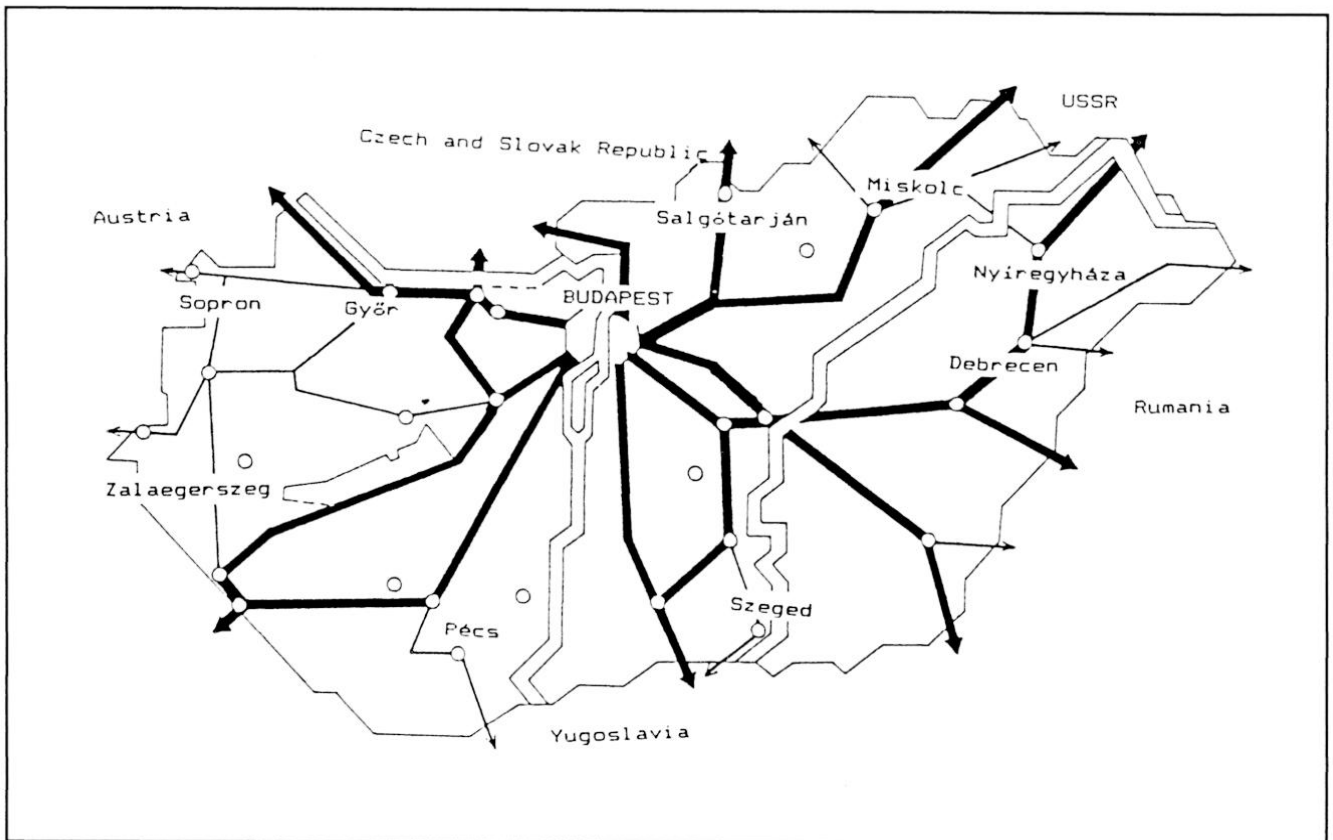 USSR
Czech and Slovak Republic
Miskolc
Austria
Salgótarján
Nyíregyháza
Sopron
Győr
BUDAPEST
Debrecen
Rumania
Zalaegerszeg
Szeged
Pécs
Yugoslavia